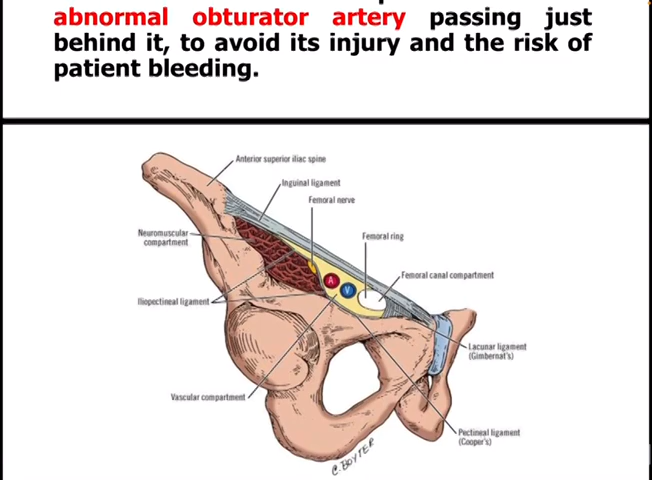 abnormal obturator artery passing just
behind it, to avoid its injury and the risk of
patient bleeding.
Anterior superior iliac spine
Inguinal ligament
Femoral nerve
Neuromuscular
compartment
Femoral ring
Femoral canal compartment
A
V
Iliopectineal ligament
Lacunar ligament
(Gimbernat's)
Vascular compartment
Pectineal ligament
(Cooper's)
C. BOYTER